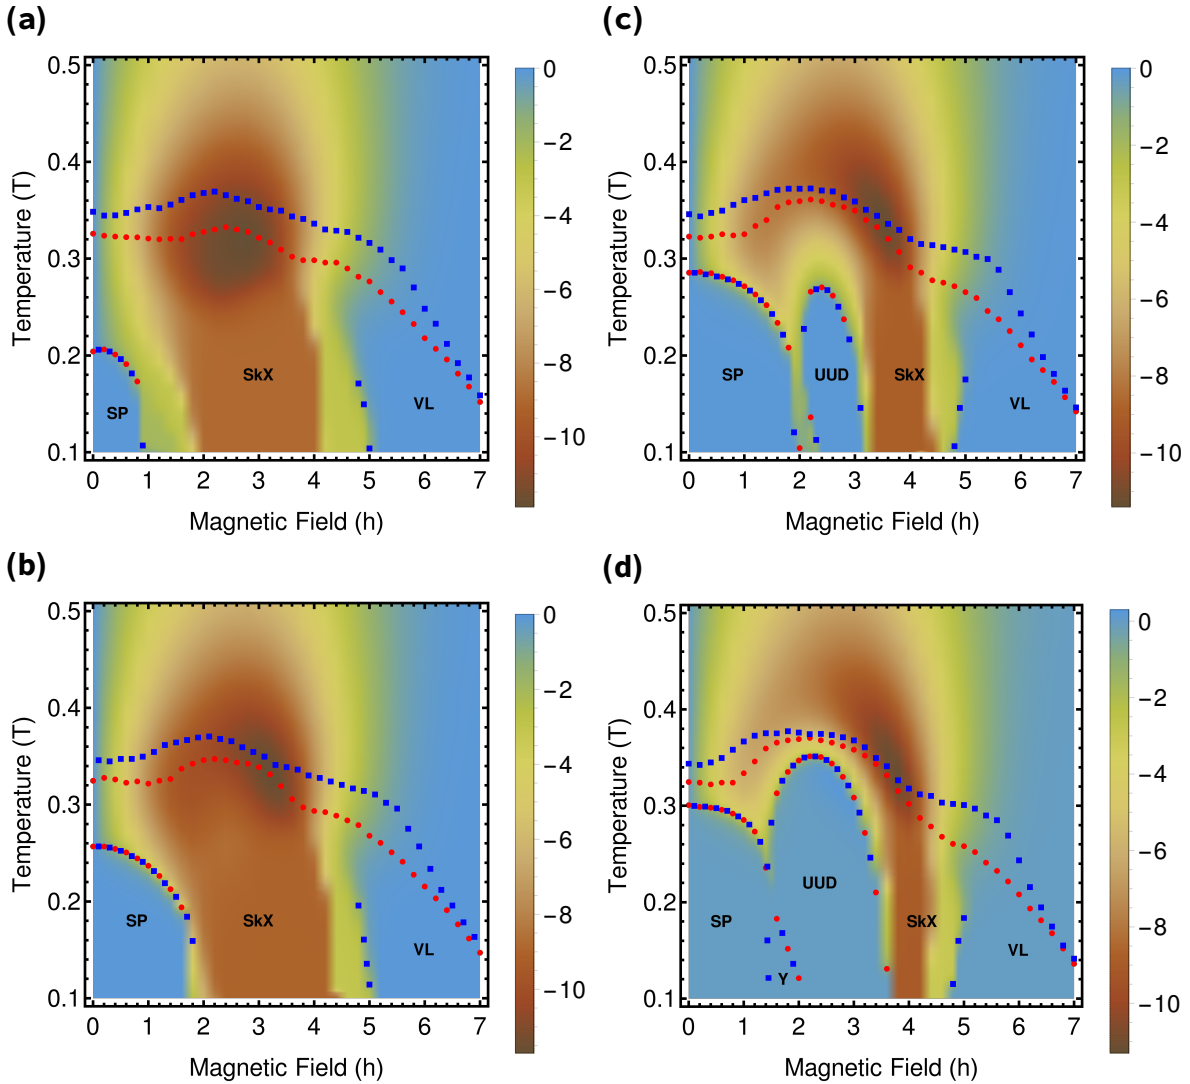 (a)
Temperature (T)
0.5
0.4
0.3
0.2
0.1
SP
SkX
VL
0 1 2 3 4 5 6 7
Magnetic Field (h)
0
−2
−4
−6
−8
−10
(c)
Temperature (T)
0.5
0.4
0.3
0.2
0.1
SP
UUD
SkX
VL
0 1 2 3 4 5 6 7
Magnetic Field (h)
0
−2
−4
−6
−8
−10
(b)
Temperature (T)
0.5
0.4
0.3
0.2
0.1
SP
SkX
VL
0 1 2 3 4 5 6 7
Magnetic Field (h)
0
−2
−4
−6
−8
−10
(d)
Temperature (T)
0.5
0.4
0.3
0.2
0.1
UUD
SP
SkX
VL
Y
0 1 2 3 4 5 6 7
Magnetic Field (h)
0
−2
−4
−6
−8
−10